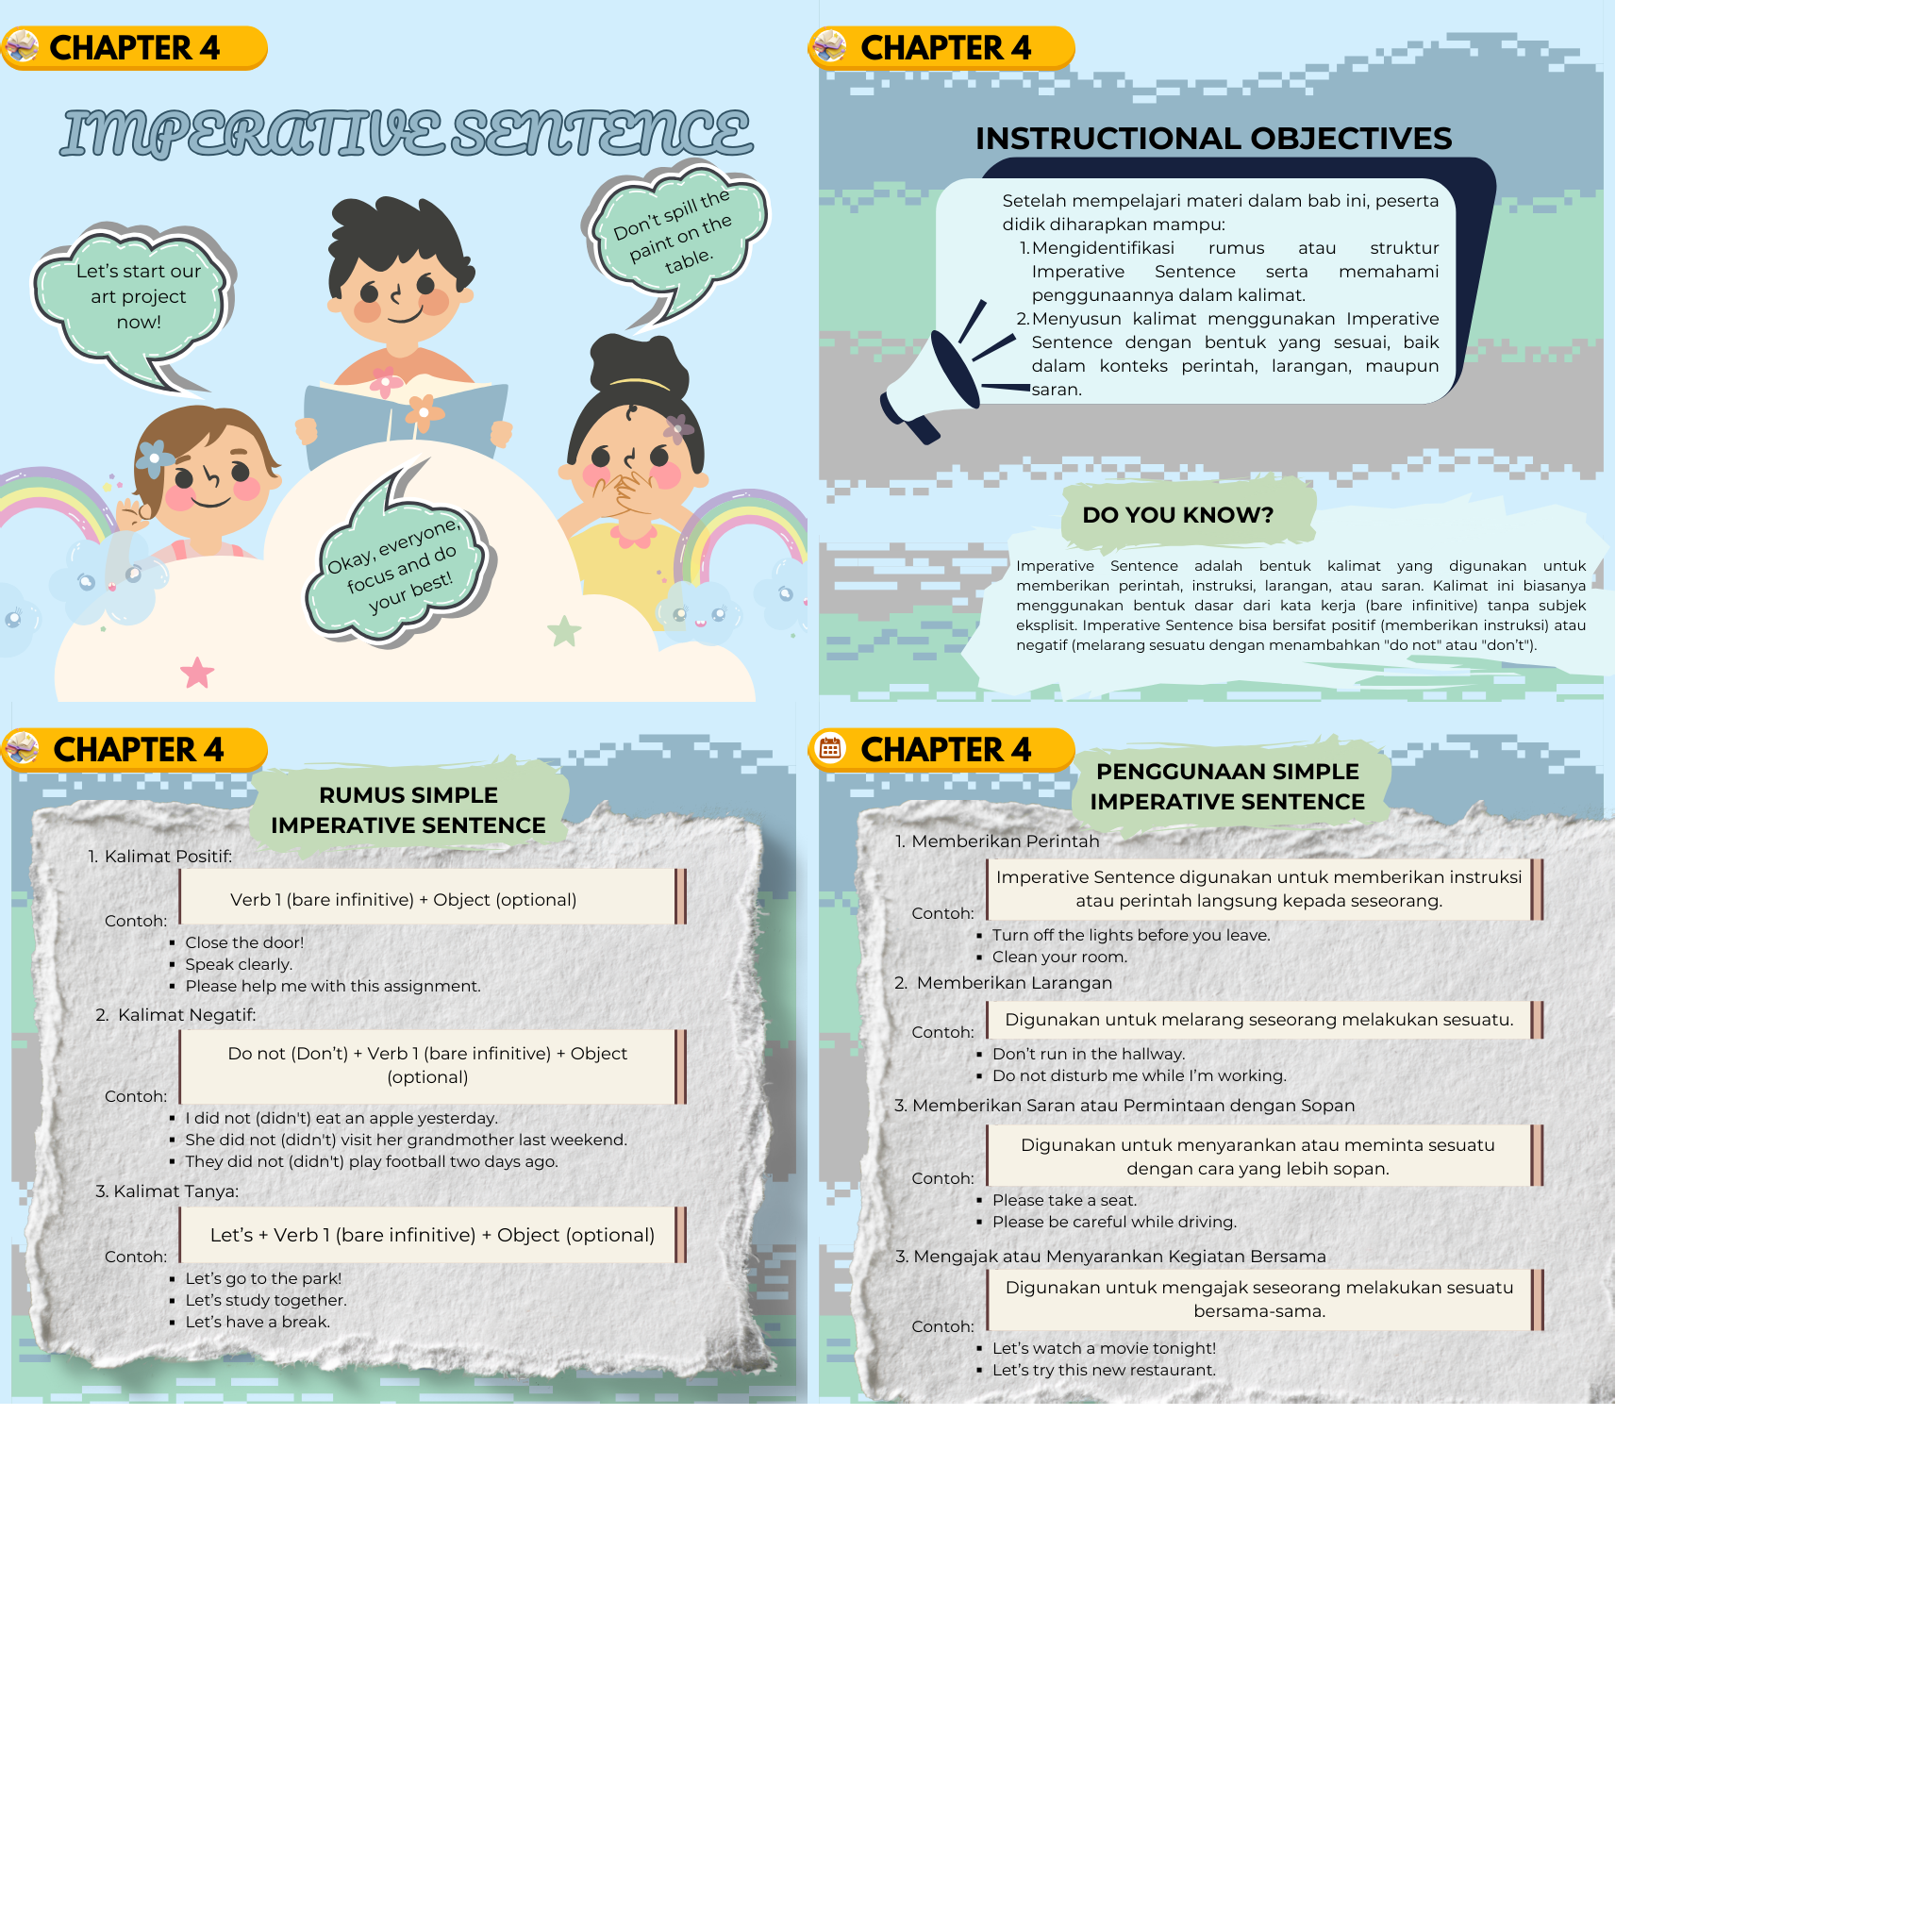 CHAPTER 4
IMPERATIVE SENTENCE
Let's start our
art project
now!
Don't spill the
paint on the
table.
Okay, everyone,
focus and do
your best!
CHAPTER 4
INSTRUCTIONAL OBJECTIVES
Setelah mempelajari materi dalam bab ini, peserta
didik diharapkan mampu:
1. Mengidentifikasi rumus atau struktur
Imperative Sentence serta memahami
penggunaannya dalam kalimat.
2. Menyusun kalimat menggunakan Imperative
Sentence dengan bentuk yang sesuai, baik
dalam konteks perintah, larangan, maupun
saran.
DO YOU KNOW?
Imperative Sentence adalah bentuk kalimat yang digunakan untuk
memberikan perintah, instruksi, larangan, atau saran. Kalimat ini biasanya
menggunakan bentuk dasar dari kata kerja (bare infinitive) tanpa subjek
eksplisit. Imperative Sentence bisa bersifat positif (memberikan instruksi) atau
negatif (melarang sesuatu dengan menambahkan "do not" atau "don't").
CHAPTER 4
RUMUS SIMPLE
IMPERATIVE SENTENCE
1. Kalimat Positif:
Verb 1 (bare infinitive) + Object (optional)
Contoh:
▪ Close the door!
▪ Speak clearly.
▪ Please help me with this assignment.
2. Kalimat Negatif:
Do not (Don't) + Verb 1 (bare infinitive) + Object
(optional)
Contoh:
▪ I did not (didn't) eat an apple yesterday.
▪ She did not (didn't) visit her grandmother last weekend.
▪ They did not (didn't) play football two days ago.
3. Kalimat Tanya:
Let's + Verb 1 (bare infinitive) + Object (optional)
Contoh:
▪ Let's go to the park!
▪ Let's study together.
▪ Let's have a break.
CHAPTER 4
PENGGUNAAN SIMPLE
IMPERATIVE SENTENCE
1. Memberikan Perintah
Imperative Sentence digunakan untuk memberikan instruksi
atau perintah langsung kepada seseorang.
Contoh:
▪ Turn off the lights before you leave.
▪ Clean your room.
2. Memberikan Larangan
Digunakan untuk melarang seseorang melakukan sesuatu.
Contoh:
▪ Don't run in the hallway.
▪ Do not disturb me while I'm working.
3. Memberikan Saran atau Permintaan dengan Sopan
Digunakan untuk menyarankan atau meminta sesuatu
dengan cara yang lebih sopan.
Contoh:
▪ Please take a seat.
▪ Please be careful while driving.
3. Mengajak atau Menyarankan Kegiatan Bersama
Digunakan untuk mengajak seseorang melakukan sesuatu
bersama-sama.
Contoh:
▪ Let's watch a movie tonight!
▪ Let's try this new restaurant.